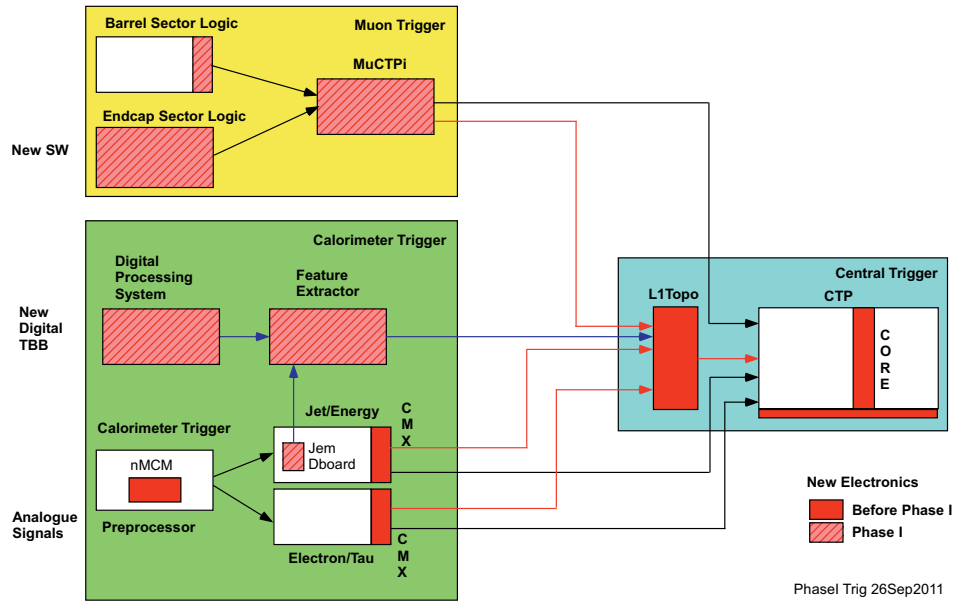 Barrel Sector Logic
Muon Trigger
MuCTPi
Endcap Sector Logic
New SW
Calorimeter Trigger
Digital
Processing
System
Feature
Extractor
New
Digital
TBB
Central Trigger
L1Topo
CTP
C
O
R
E
Jet/Energy
C
M
X
Calorimeter Trigger
nMCM
Jem
Dboard
Preprocessor
Analogue
Signals
Electron/Tau
C
M
X
New Electronics
Before Phase I
Phase I
PhaseI Trig 26Sep2011